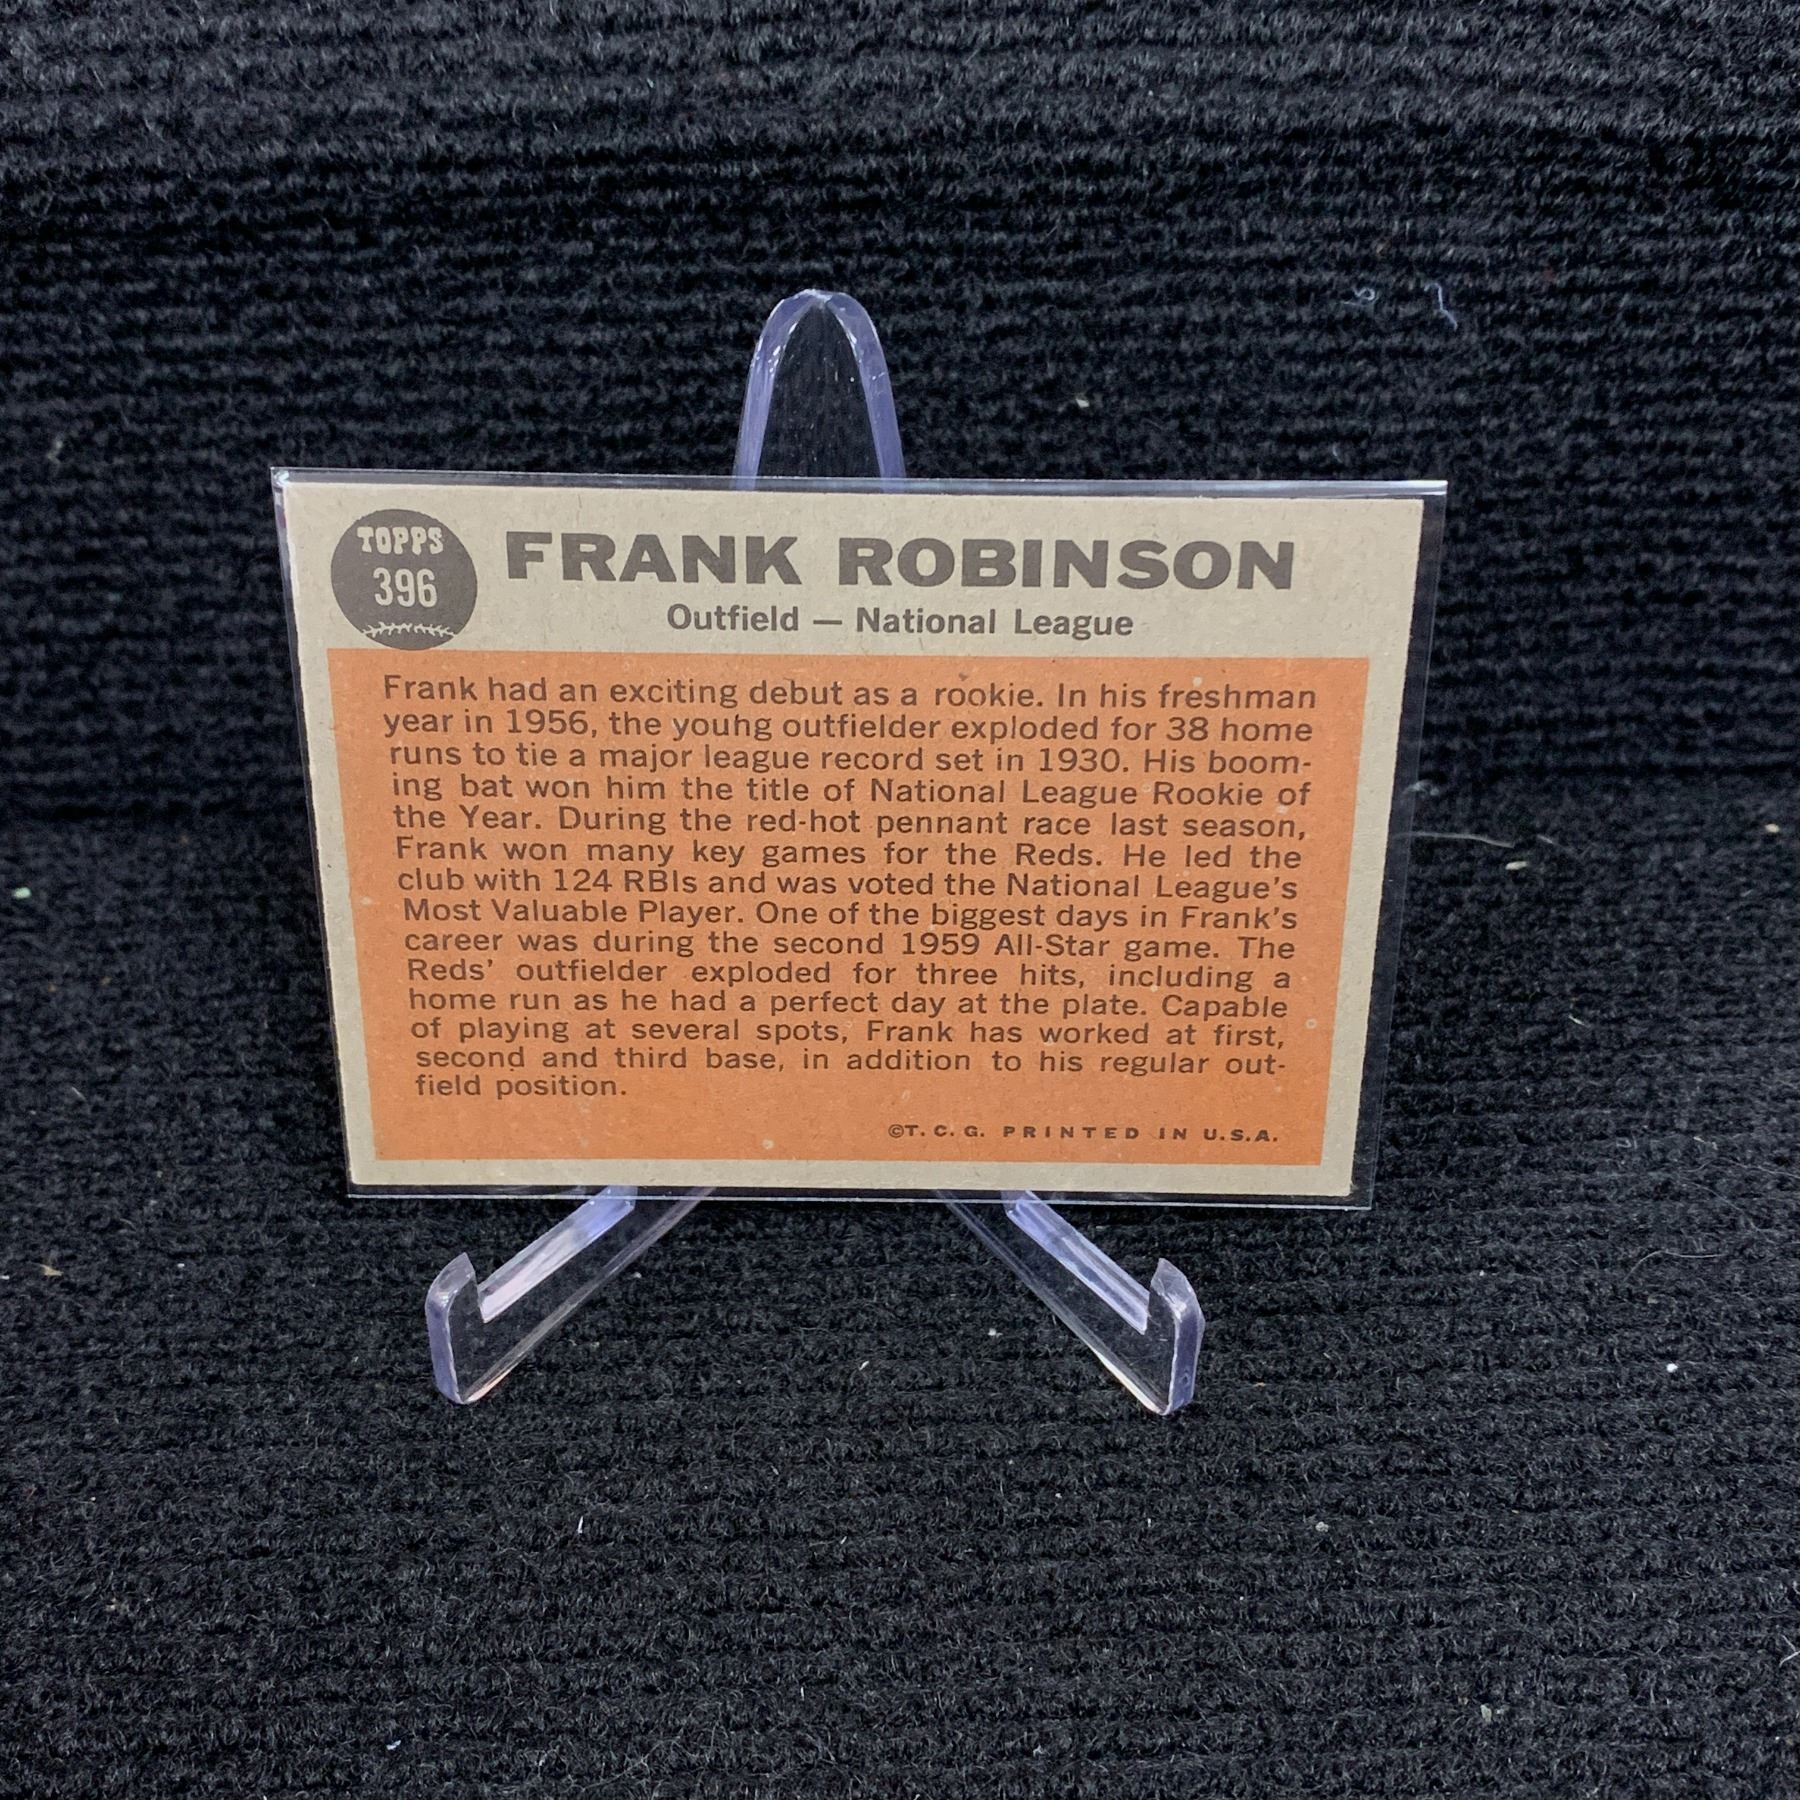 TOPPS
396
FRANK ROBINSON
Outfield — National League
Frank had an exciting debut as a rookie. In his freshman
year in 1956, the young outfielder exploded for 38 home
runs to tie a major league record set in 1930. His boom-
ing bat won him the title of National League Rookie of
the Year. During the red-hot pennant race last season,
Frank won many key games for the Reds. He led the
club with 124 RBIs and was voted the National League's
Most Valuable Player. One of the biggest days in Frank's
career was during the second 1959 All-Star game. The
Reds' outfielder exploded for three hits, including a
home run as he had a perfect day at the plate. Capable
of playing at several spots, Frank has worked at first,
second and third base, in addition to his regular out-
field position.
©T. C. G. PRINTED IN U.S.A.